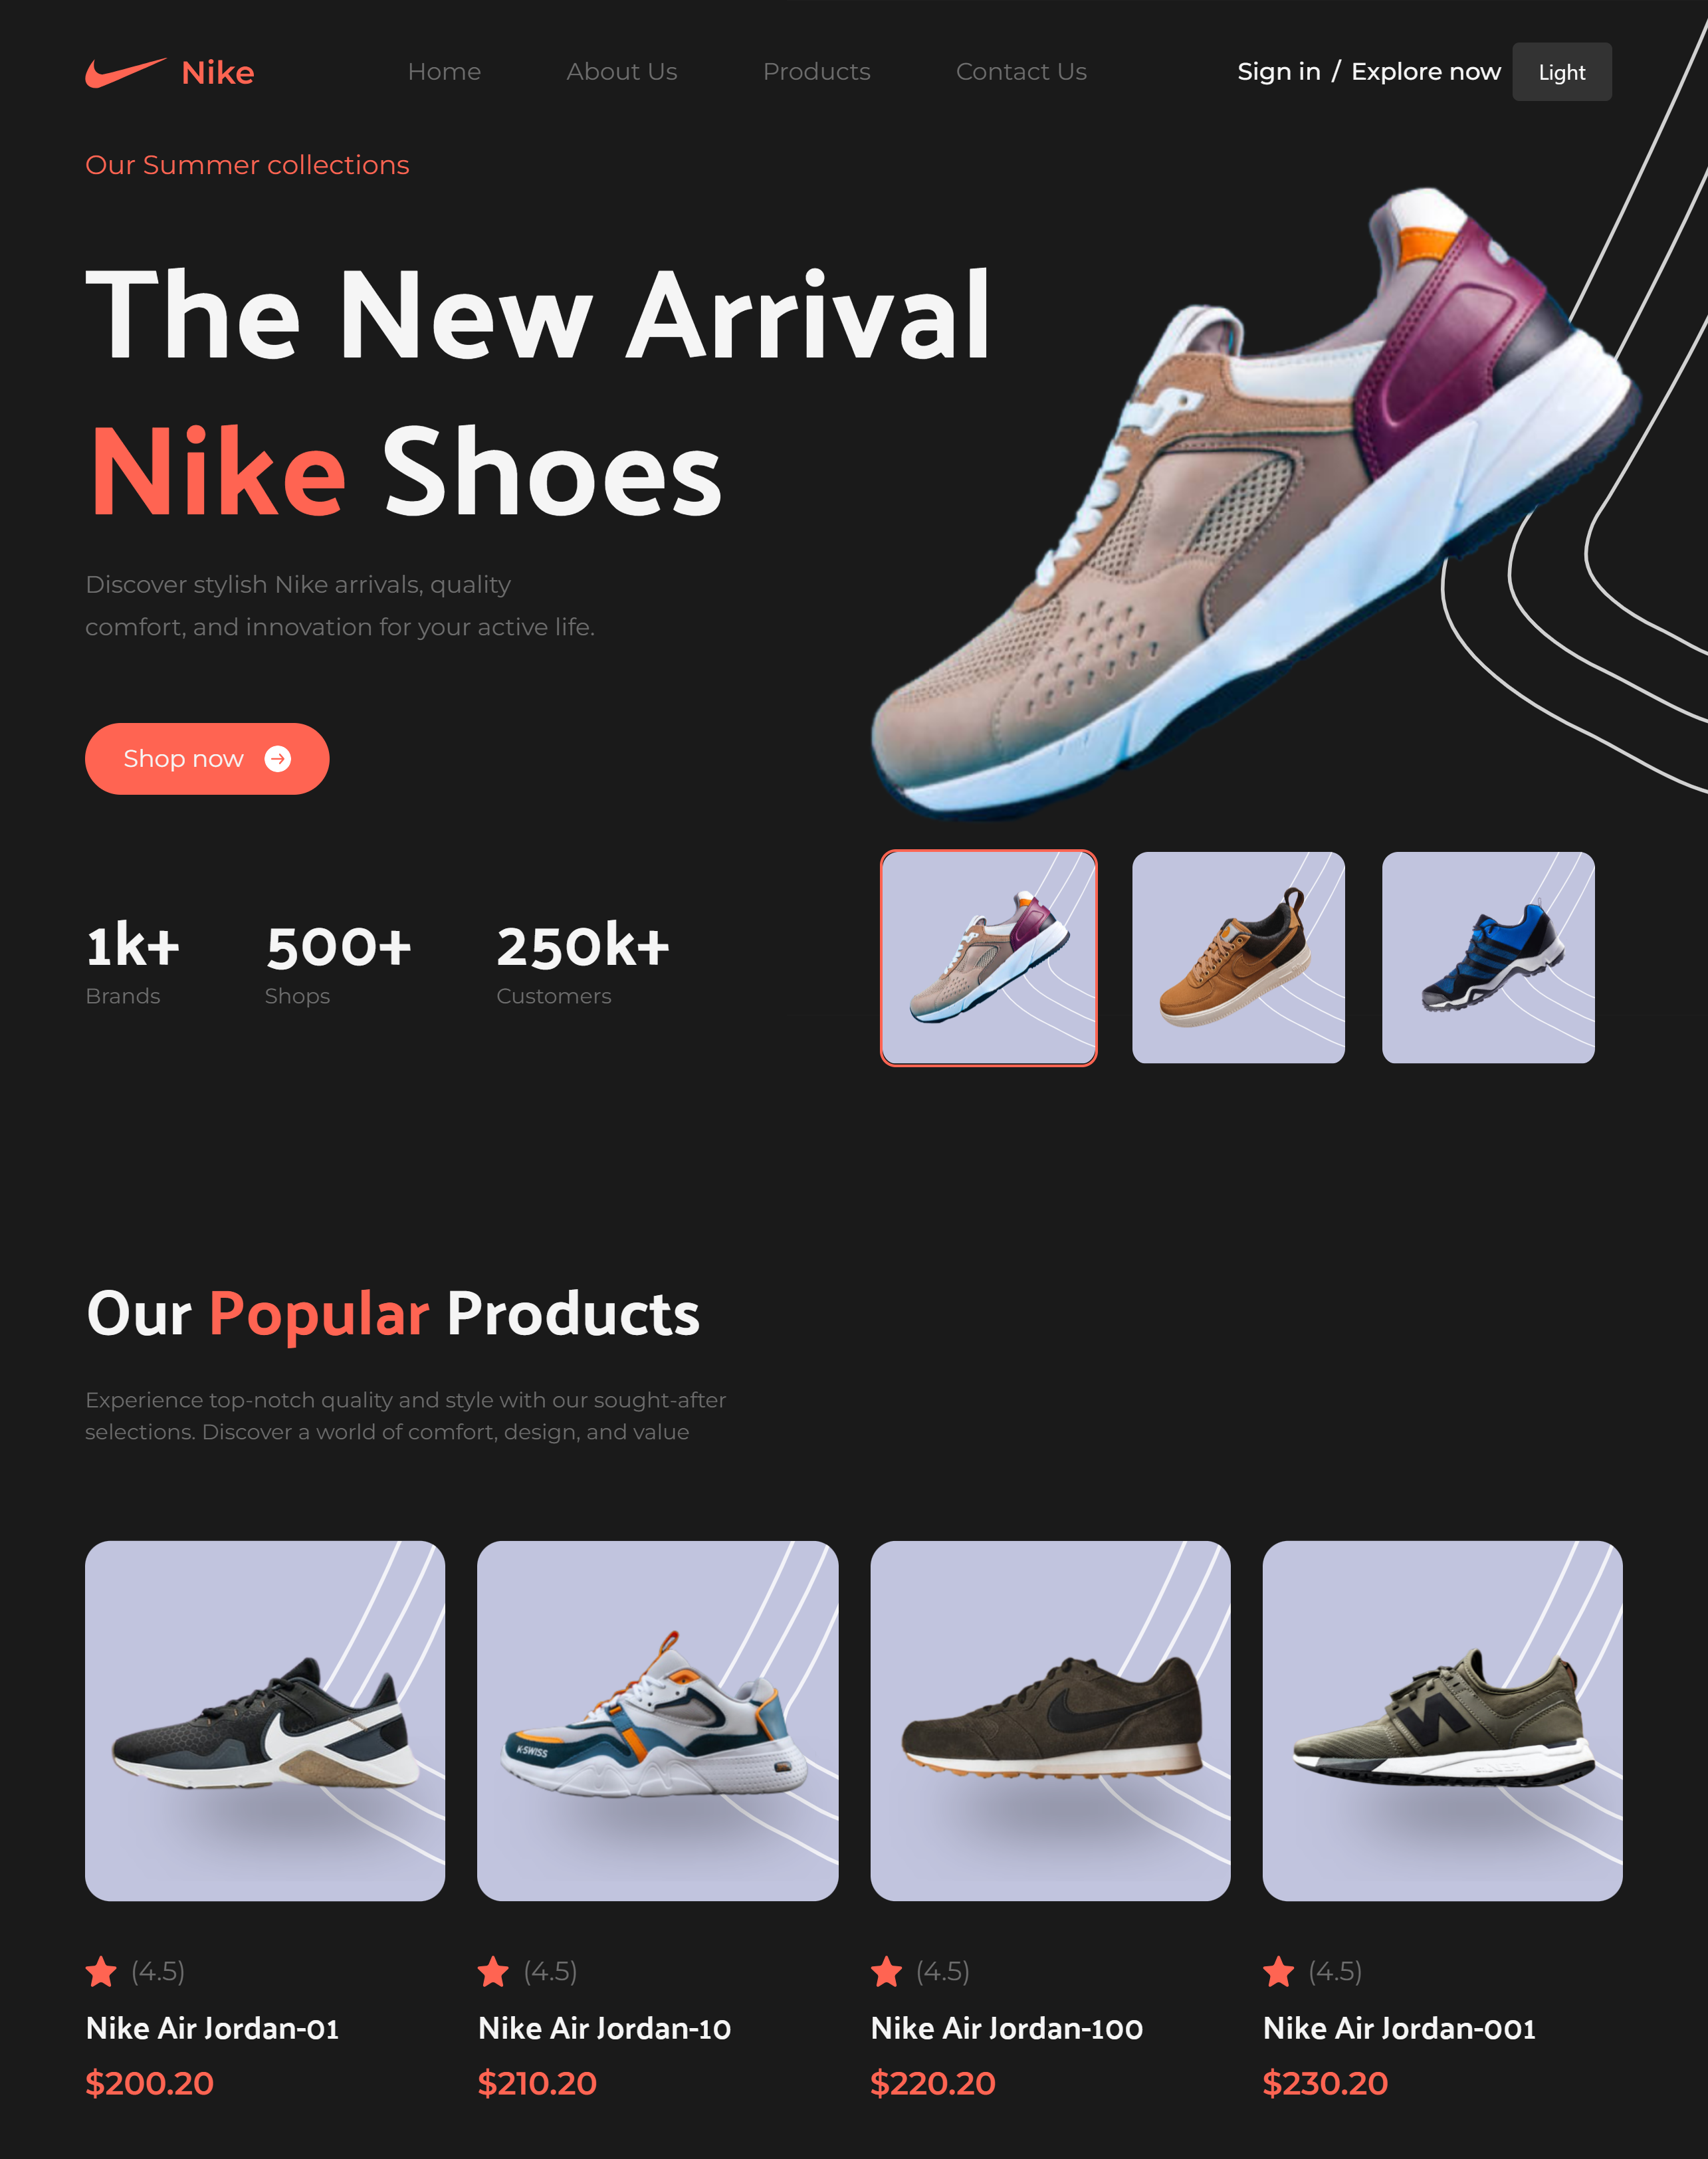 Nike
Home
About Us
Products
Contact Us
Sign in / Explore now
Light
Our Summer collections
The New Arrival
Nike Shoes
Discover stylish Nike arrivals, quality
comfort, and innovation for your active life.
Shop now
1k+
Brands
500+
Shops
250k+
Customers
Our Popular Products
Experience top-notch quality and style with our sought-after
selections. Discover a world of comfort, design, and value
K·SWISS
N
(4.5)
Nike Air Jordan-01
$200.20
(4.5)
Nike Air Jordan-10
$210.20
(4.5)
Nike Air Jordan-100
$220.20
(4.5)
Nike Air Jordan-001
$230.20